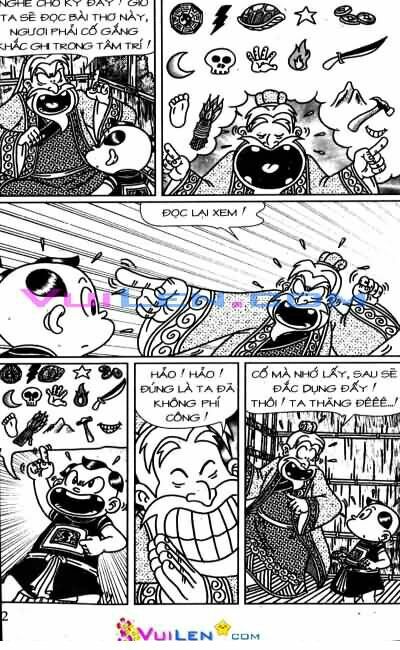 NGHE CHO KỸ ĐÂY ! GIỜ
TA SẼ ĐỌC BÀI THƠ NÀY,
NGƯƠI PHẢI CỐ GẮNG
KHẮC GHI TRONG TÂM TRÍ !
ĐỌC LẠI XEM !
VUILEN.COM
HẢO ! HẢO !
ĐÚNG LÀ TA ĐÃ
KHÔNG PHÍ
CÔNG !
CỐ MÀ NHỚ LẤY, SAU SẼ
ĐẮC DỤNG ĐẤY !
THÔI ! TA THĂNG ĐÊÊÊ...!
2
VUILEN.COM